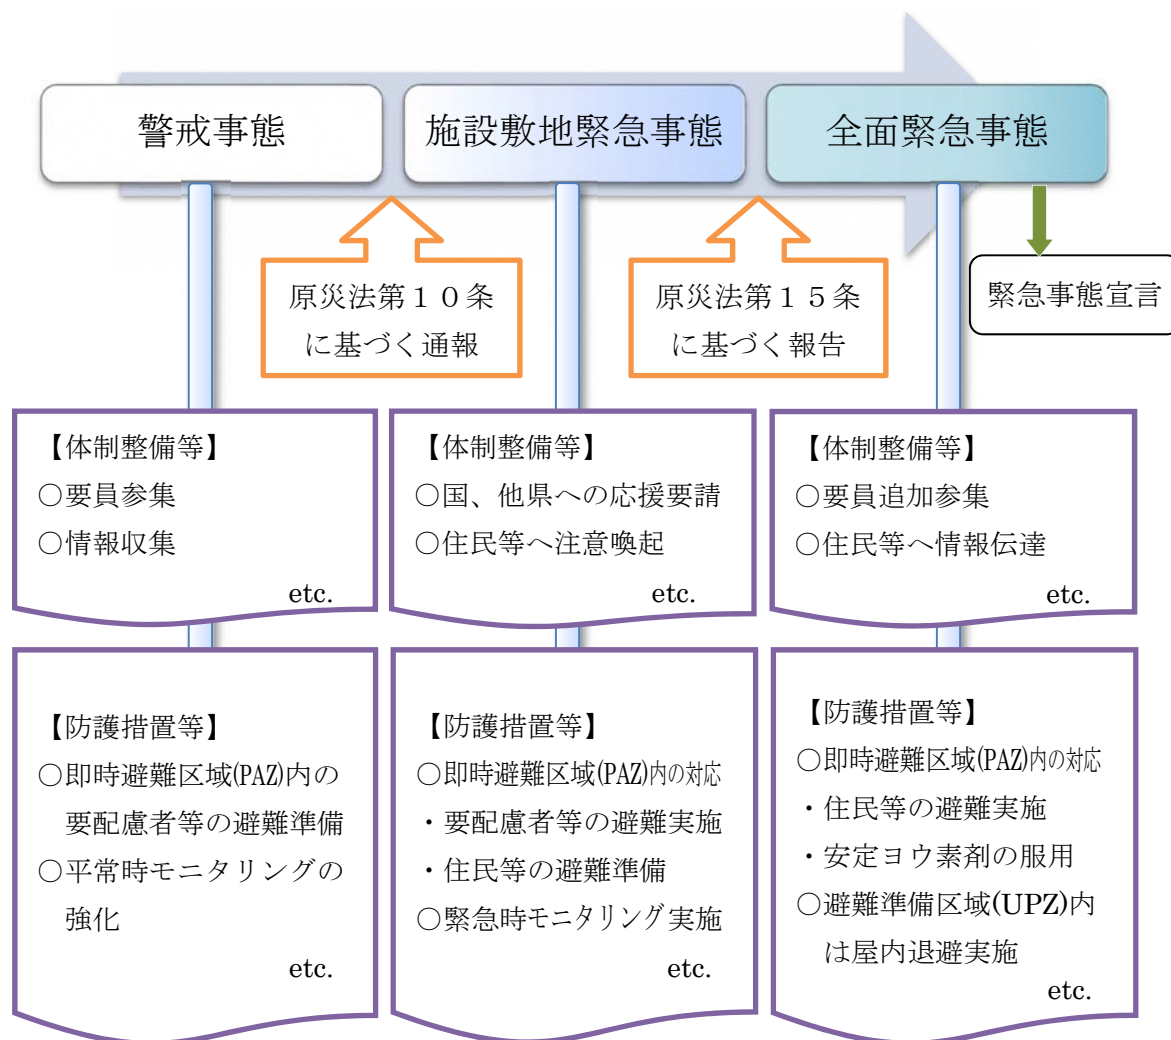 警戒事態
施設敷地緊急事態
全面緊急事態
原災法第１０条
に基づく通報
原災法第１５条
に基づく報告
緊急事態宣言
【体制整備等】
○要員参集
○情報収集
etc.
【体制整備等】
○国、他県への応援要請
○住民等へ注意喚起
etc.
【体制整備等】
○要員追加参集
○住民等へ情報伝達
etc.
【防護措置等】
○即時避難区域(PAZ)内の
要配慮者等の避難準備
○平常時モニタリングの
強化
etc.
【防護措置等】
○即時避難区域(PAZ)内の対応
・要配慮者等の避難実施
・住民等の避難準備
○緊急時モニタリング実施
etc.
【防護措置等】
○即時避難区域(PAZ)内の対応
・住民等の避難実施
・安定ヨウ素剤の服用
○避難準備区域(UPZ)内
は屋内退避実施
etc.